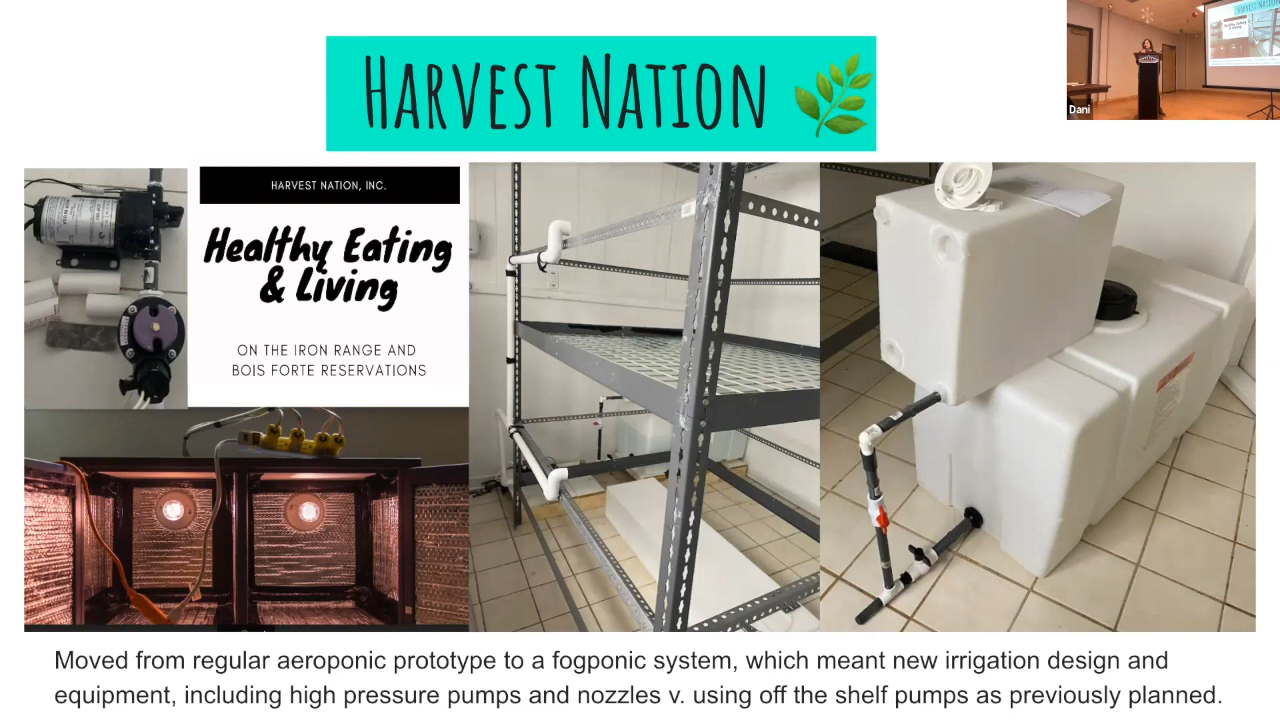 HARVEST NATION
Dani
HARVEST NATION, INC.
Healthy Eating
& Living
ON THE IRON RANGE AND
BOIS FORTE RESERVATIONS
Moved from regular aeroponic prototype to a fogponic system, which meant new irrigation design and
equipment, including high pressure pumps and nozzles v. using off the shelf pumps as previously planned.